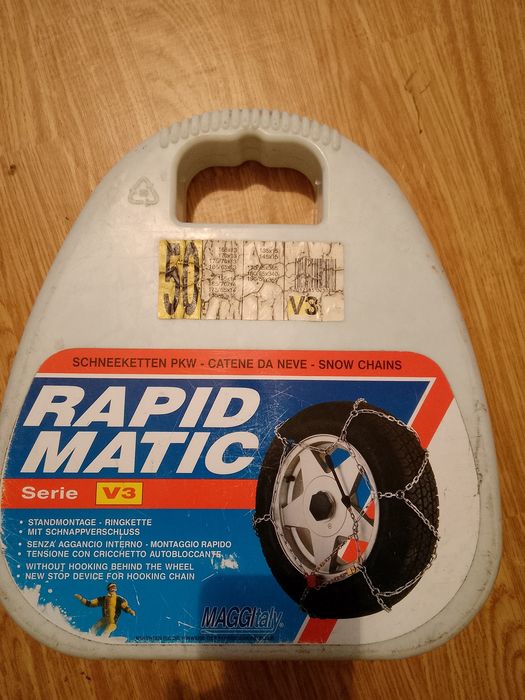 50
V3
SCHNEEKETTEN PKW - CATENE DA NEVE - SNOW CHAINS
RAPID
MATIC
Serie V3
• STANDMONTAGE - RINGKETTE
• MIT SCHNAPPVERSCHLUSS
• SENZA AGGANCIO INTERNO - MONTAGGIO RAPIDO
• TENSIONE CON CRICCHETTO AUTOBLOCCANTE
• WITHOUT HOOKING BEHIND THE WHEEL
NEW STOP DEVICE FOR HOOKING CHAIN
MAGGItaly